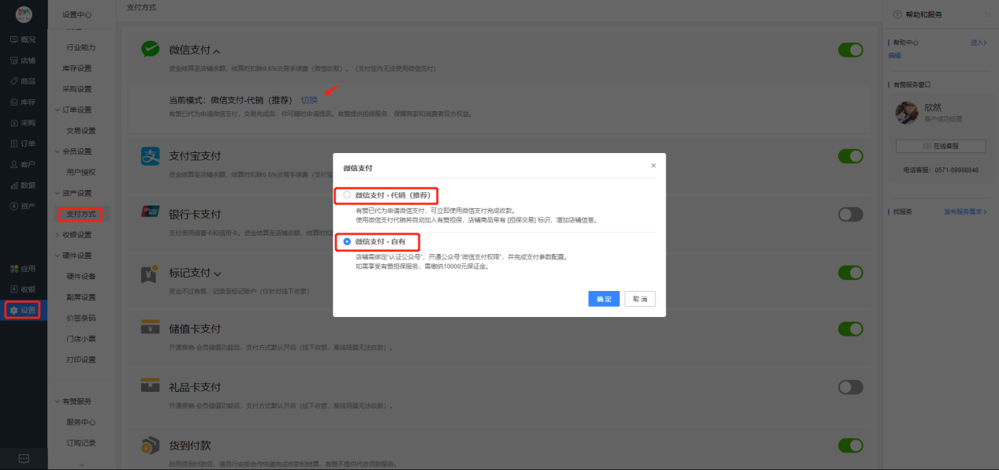 概况
店铺
商品
库存
采购
订单
客户
数据
资产
应用
收银
设置
设置中心
行业能力
库存设置
采购设置
订单设置
交易设置
会员设置
用户授权
资产设置
支付方式
收银设置
硬件设置
硬件设备
副屏设置
价签条码
门店小票
打印设置
有赞服务
服务中心
订购记录
支付方式
微信支付
资金结算至店铺余额，结算时扣除0.6%交易手续费（微信收取）。（支付宝内无法使用微信支付）
当前模式：微信支付-代销（推荐） 切换
有赞已代为申请微信支付，交易完成后，你可随时申请提现。有赞提供担保服务，保障商家和消费者双方权益。
支付宝支付
资金结算至店铺余额，结算时扣除0.6%交易手续费（支付宝
银行卡支付
支付使用储蓄卡和信用卡。资金结算至店铺余额，结算时扣
标记支付
资金不过有赞，记录至标记账户（仅针对线下收银）
储值卡支付
开通营销-会员储值功能后，支付方式默认开启（线下收银，离线场景无法收款）。
礼品卡支付
开通营销-会员储值功能后，支付方式默认开启（线下收银，离线场景无法收款）。
货到付款
启用货到付款后，请自行安排合作快递完成收款和结算，有赞不提供代收货款服务。
微信支付
×
微信支付 - 代销（推荐）
有赞已代为申请微信支付，可立即使用微信支付完成收款。
使用微信支付代销将自动加入有赞担保，店铺商品带有 [担保交易] 标识，增加店铺信誉。
微信支付 - 自有
店铺需绑定“认证公众号”，开通公众号“微信支付权限”，并完成支付参数配置。
如需享受有赞担保服务，需缴纳10000元保证金。
确定 取消
帮助和服务
帮助中心 进入
编辑
有赞服务窗口
欣然
客户成功经理
在线客服
电话客服：0571-89988848
找服务 发布服务需求